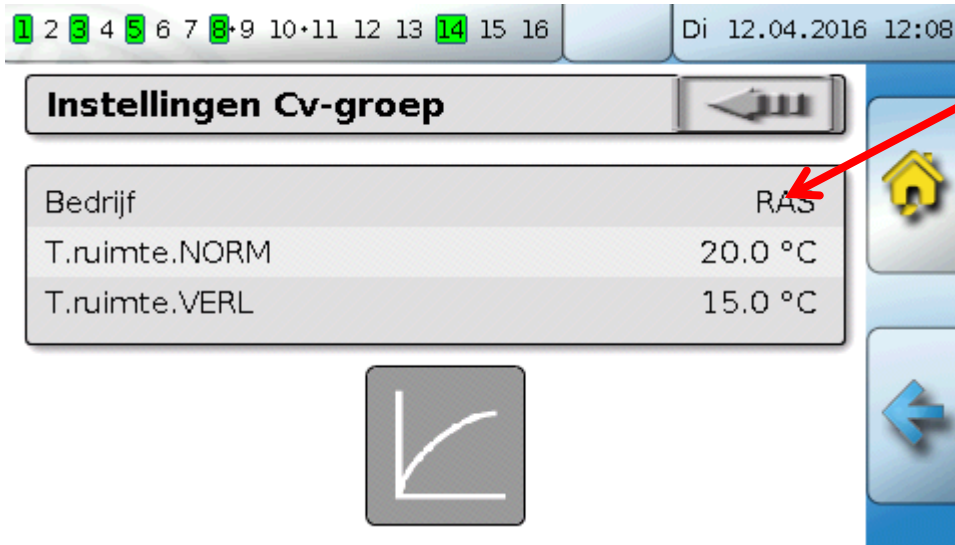 1 2 3 4 5 6 7 8+9 10+11 12 13 14 15 16 Di 12.04.2016 12:08
Instellingen Cv-groep
Bedrijf RAS
T.ruimte.NORM 20.0 °C
T.ruimte.VERL 15.0 °C